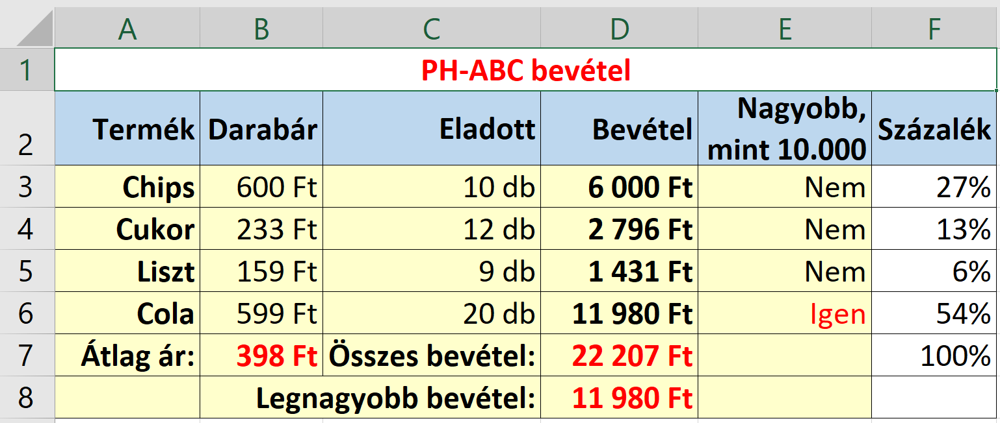 A B C D E F
1 PH-ABC bevétel
2 Termék Darabár Eladott Bevétel Nagyobb, mint 10.000 Százalék
3 Chips 600 Ft 10 db 6 000 Ft Nem 27%
4 Cukor 233 Ft 12 db 2 796 Ft Nem 13%
5 Liszt 159 Ft 9 db 1 431 Ft Nem 6%
6 Cola 599 Ft 20 db 11 980 Ft Igen 54%
7 Átlag ár: 398 Ft Összes bevétel: 22 207 Ft 100%
8 Legnagyobb bevétel: 11 980 Ft